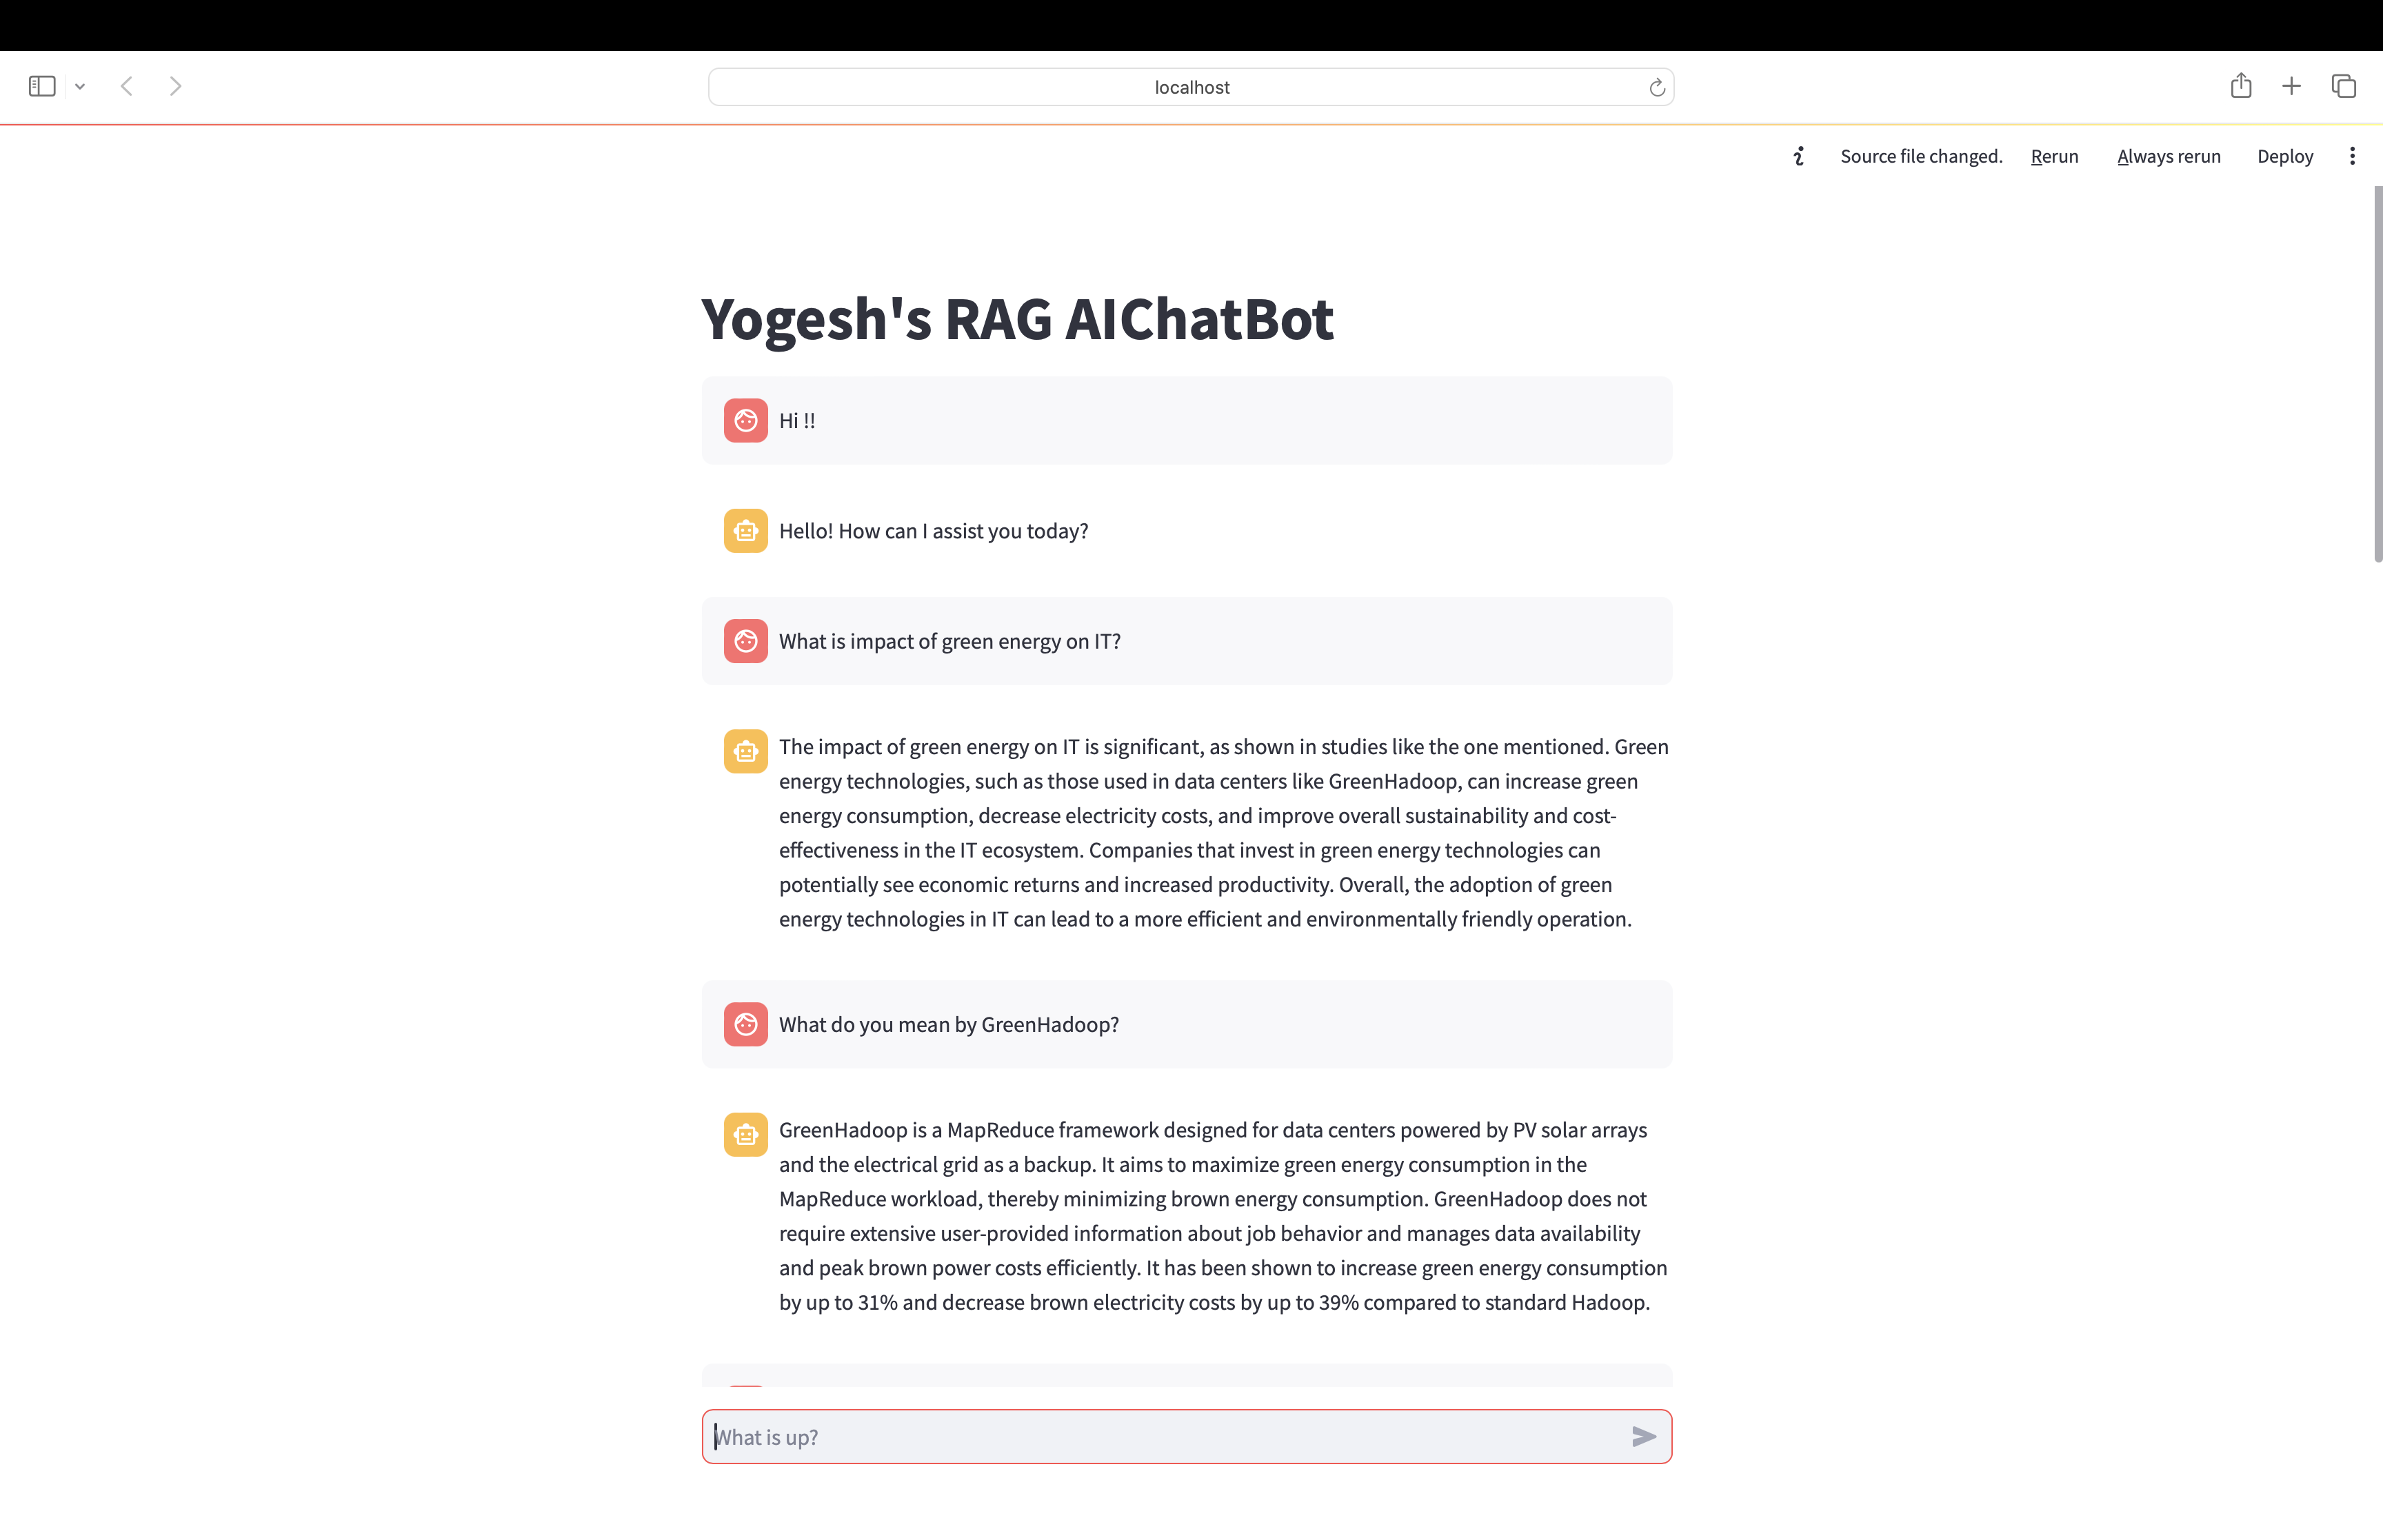 localhost
Source file changed. Rerun Always rerun Deploy
Yogesh's RAG AIChatBot
Hi !!
Hello! How can I assist you today?
What is impact of green energy on IT?
The impact of green energy on IT is significant, as shown in studies like the one mentioned. Green
energy technologies, such as those used in data centers like GreenHadoop, can increase green
energy consumption, decrease electricity costs, and improve overall sustainability and cost-
effectiveness in the IT ecosystem. Companies that invest in green energy technologies can
potentially see economic returns and increased productivity. Overall, the adoption of green
energy technologies in IT can lead to a more efficient and environmentally friendly operation.
What do you mean by GreenHadoop?
GreenHadoop is a MapReduce framework designed for data centers powered by PV solar arrays
and the electrical grid as a backup. It aims to maximize green energy consumption in the
MapReduce workload, thereby minimizing brown energy consumption. GreenHadoop does not
require extensive user-provided information about job behavior and manages data availability
and peak brown power costs efficiently. It has been shown to increase green energy consumption
by up to 31% and decrease brown electricity costs by up to 39% compared to standard Hadoop.
What is up?